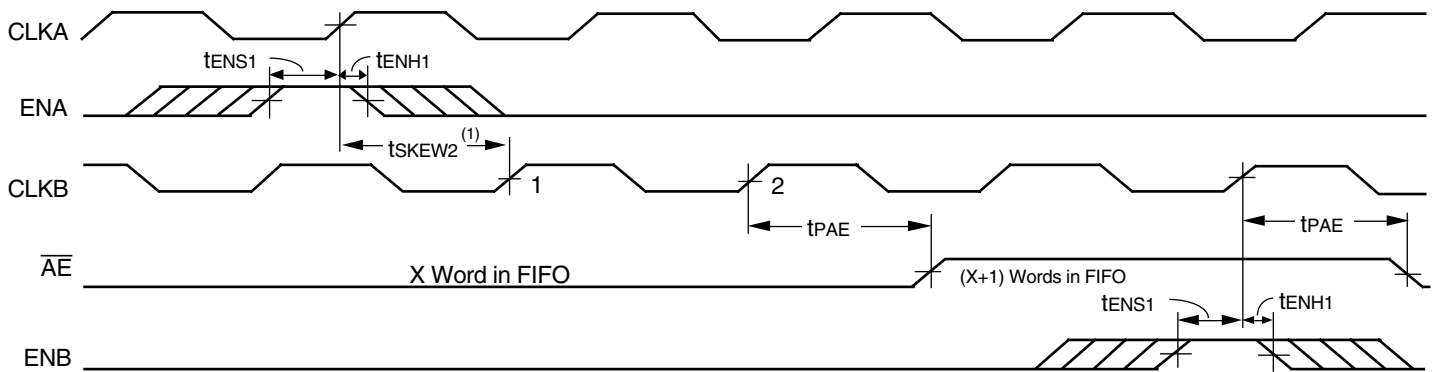 CLKA
tENS1
tENH1
ENA
tSKEW2(1)
CLKB
1
2
tPAE
tPAE
AE
X Word in FIFO
(X+1) Words in FIFO
tENS1
tENH1
ENB